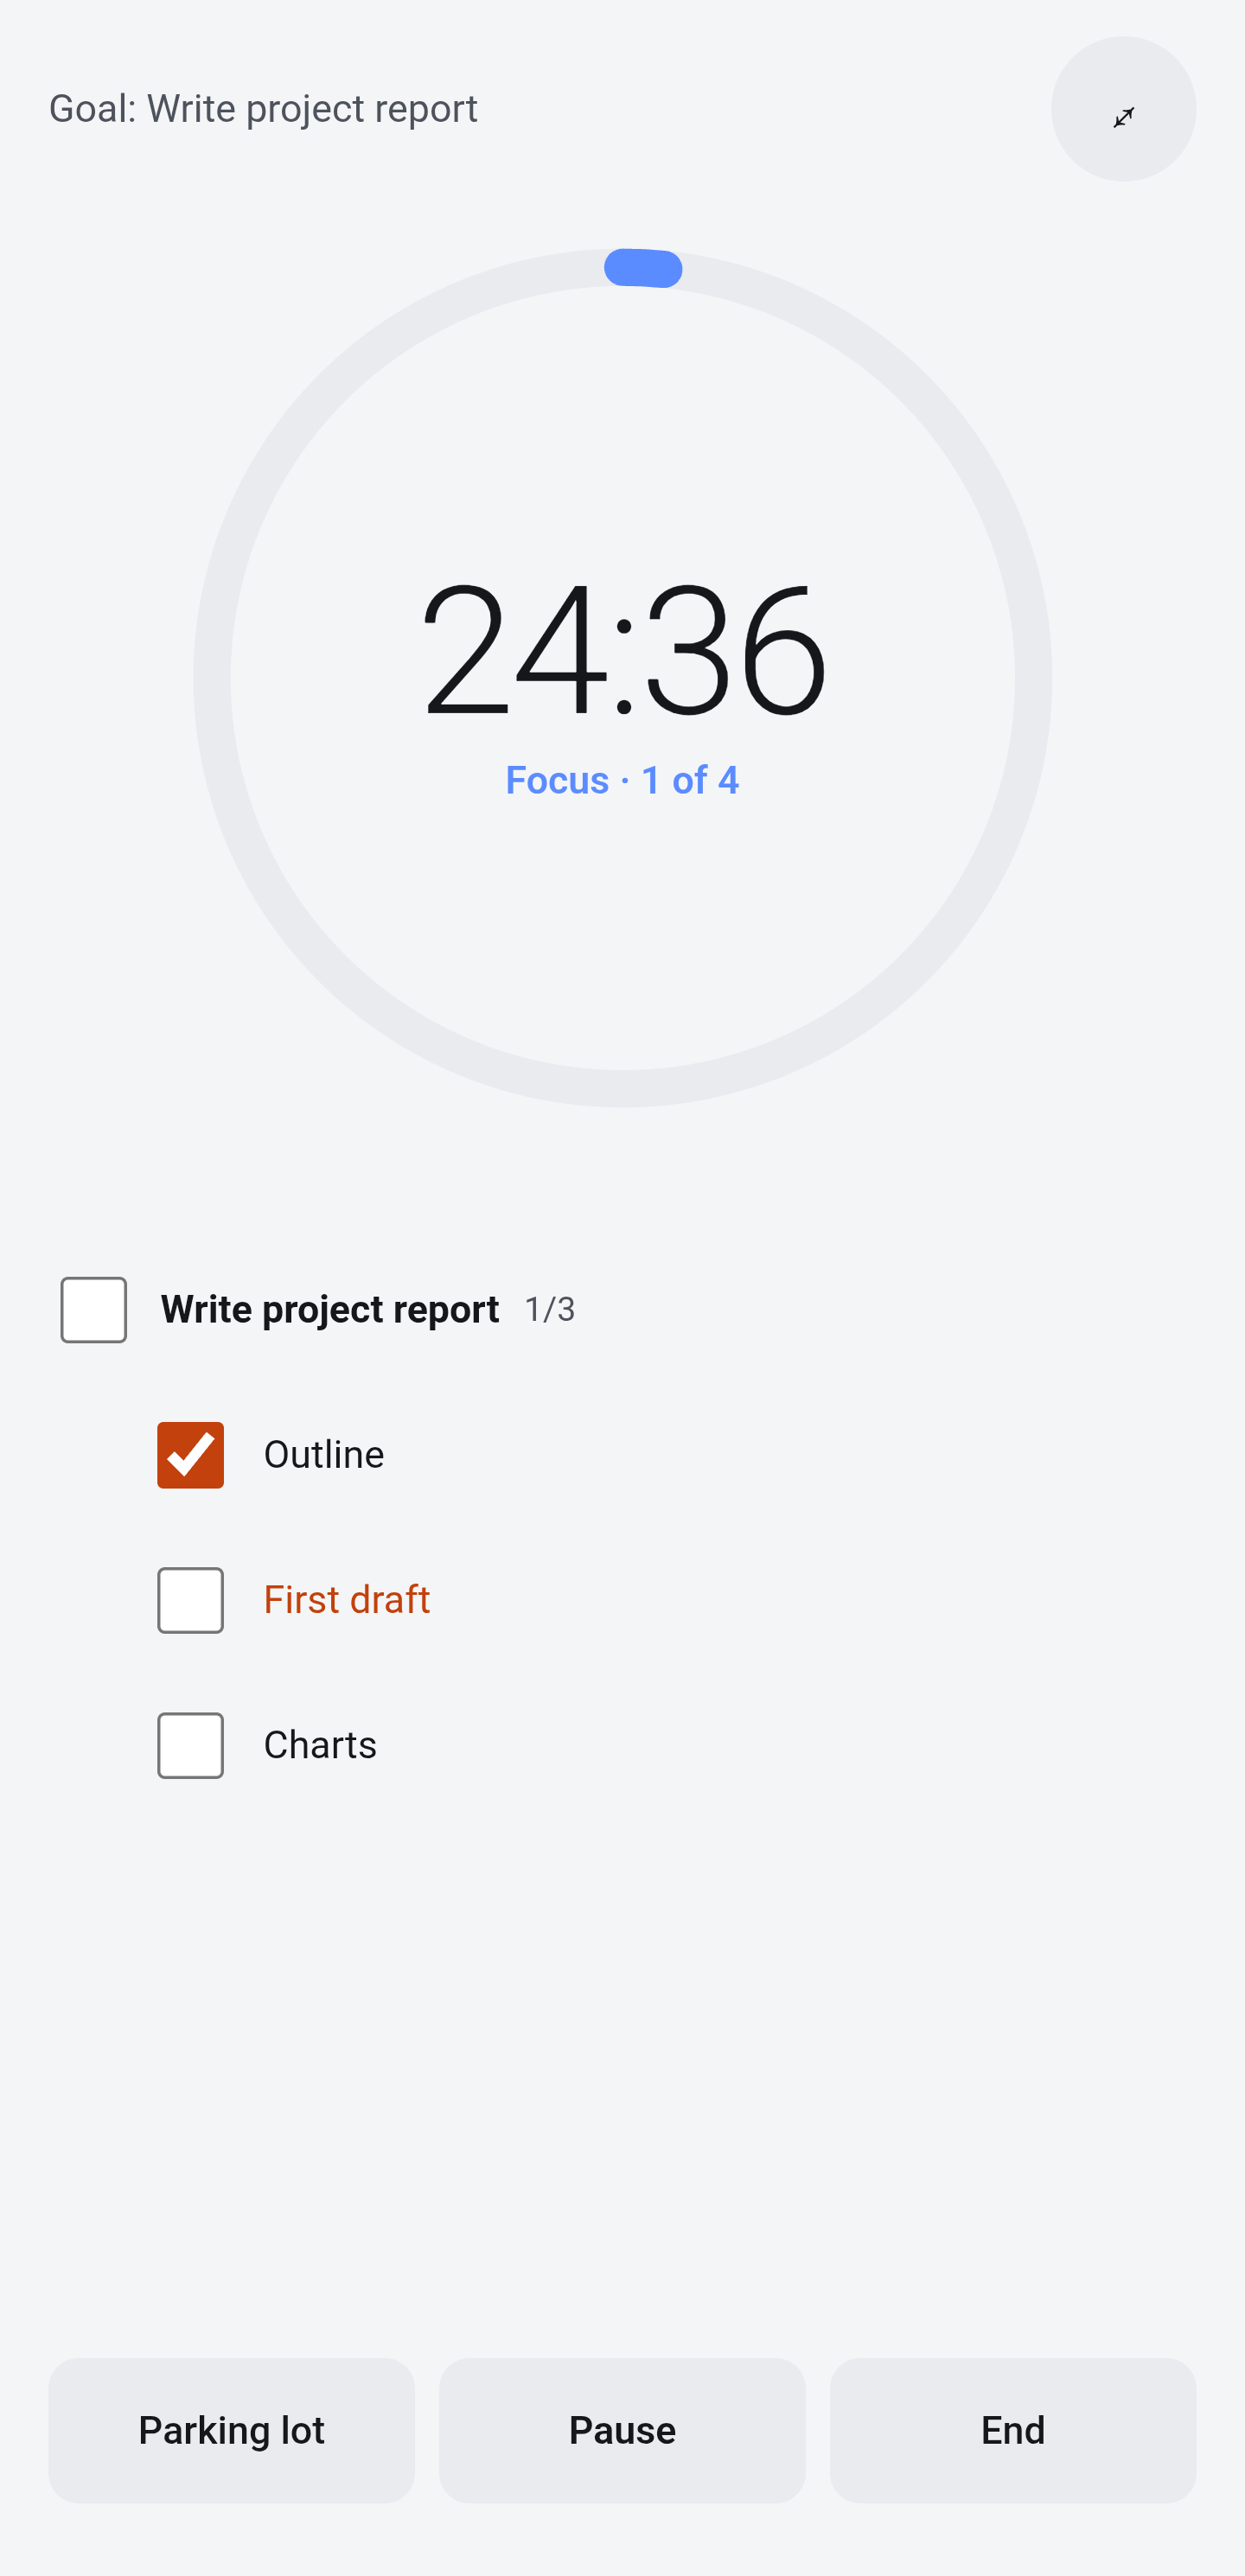 Goal: Write project report
24:36
Focus · 1 of 4
Write project report 1/3
Outline
First draft
Charts
Parking lot Pause End